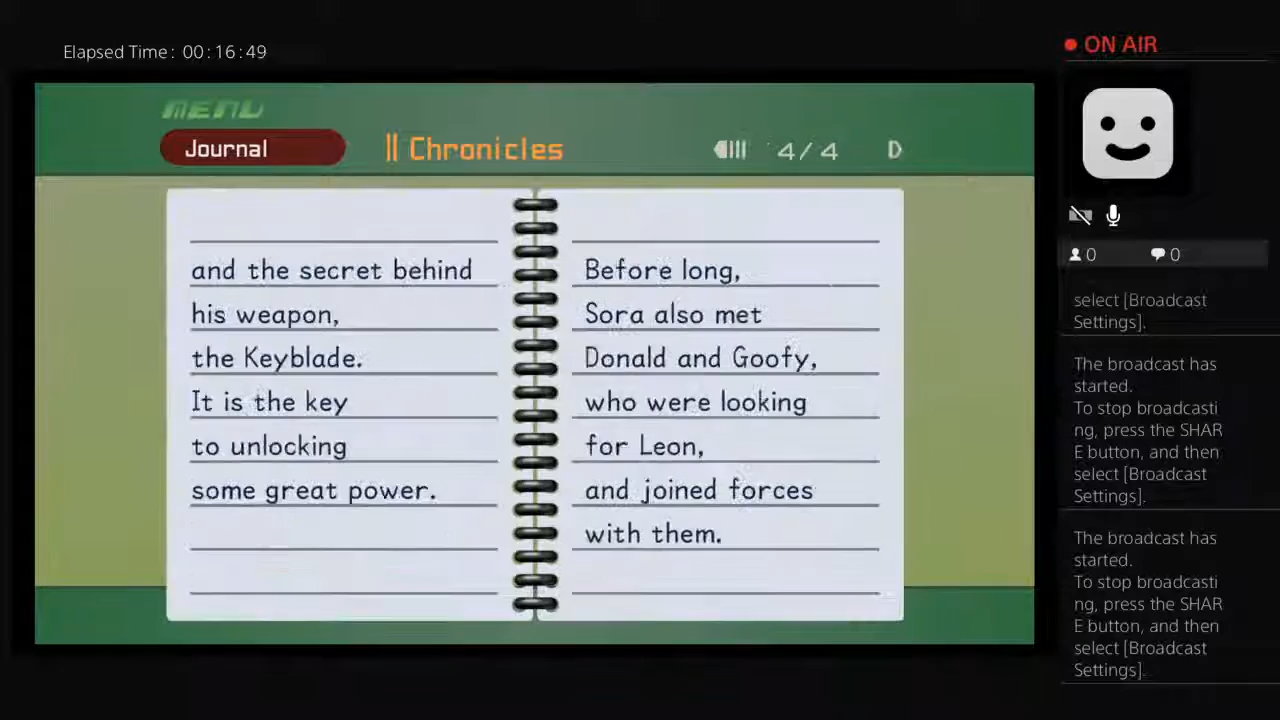 Elapsed Time: 00:16:49
ON AIR
MENU
Journal
Chronicles
4/4
and the secret behind
his weapon,
the Keyblade.
It is the key
to unlocking
some great power.
Before long,
Sora also met
Donald and Goofy,
who were looking
for Leon,
and joined forces
with them.
0
0
select [Broadcast
Settings].
The broadcast has
started.
To stop broadcasti
ng, press the SHAR
E button, and then
select [Broadcast
Settings].
The broadcast has
started.
To stop broadcasti
ng, press the SHAR
E button, and then
select [Broadcast
Settings].